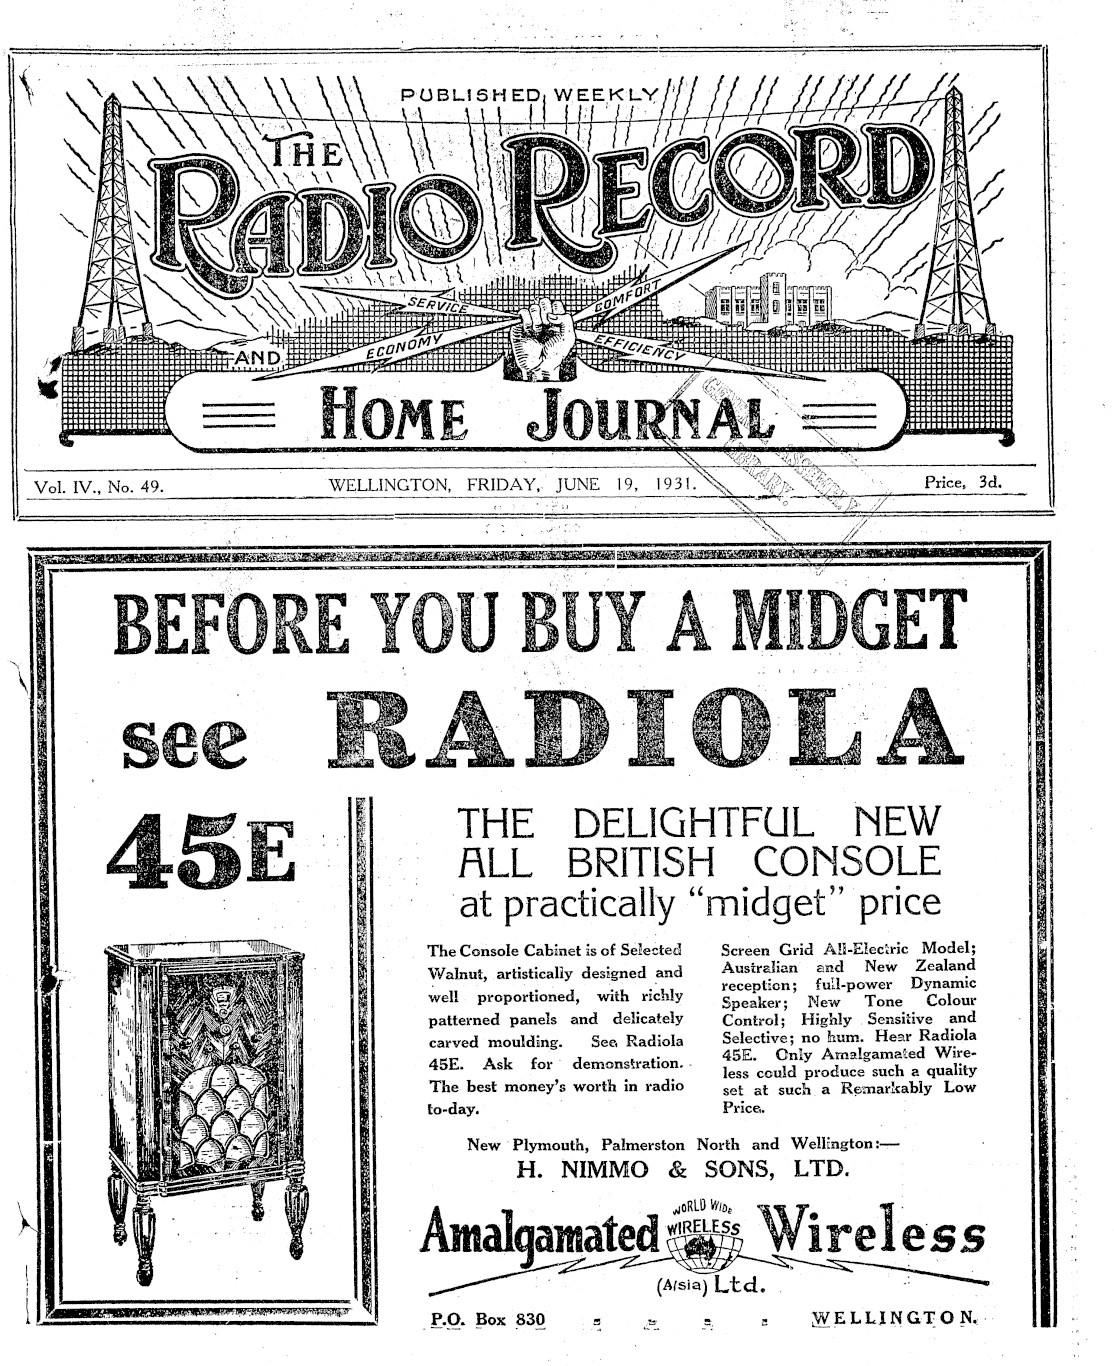 PUBLISHED WEEKLY
THE
RADIO RECORD
SERVICE
COMFORT
ECONOMY
EFFICIENCY
AND
HOME JOURNAL
GENERAL ASSEMBLY
LIBRARY.
Vol. IV., No. 49.
WELLINGTON, FRIDAY, JUNE 19, 1931.
Price, 3d.
BEFORE YOU BUY A MIDGET
see RADIOLA
45E
THE DELIGHTFUL NEW
ALL BRITISH CONSOLE
at practically “midget” price
The Console Cabinet is of Selected
Walnut, artistically designed and
well proportioned, with richly
patterned panels and delicately
carved moulding. See Radiola
45E. Ask for demonstration.
The best money's worth in radio
to-day.
Screen Grid All-Electric Model;
Australian and New Zealand
reception; full-power Dynamic
Speaker; New Tone Colour
Control; Highly Sensitive and
Selective; no hum. Hear Radiola
45E. Only Amalgamated Wire-
less could produce such a quality
set at such a Remarkably Low
Price.
New Plymouth, Palmerston North and Wellington:—
H. NIMMO & SONS, LTD.
Amalgamated Wireless
WORLD WIDE
WIRELESS
(A/sia) Ltd.
P.O. Box 830 - - - - WELLINGTON.